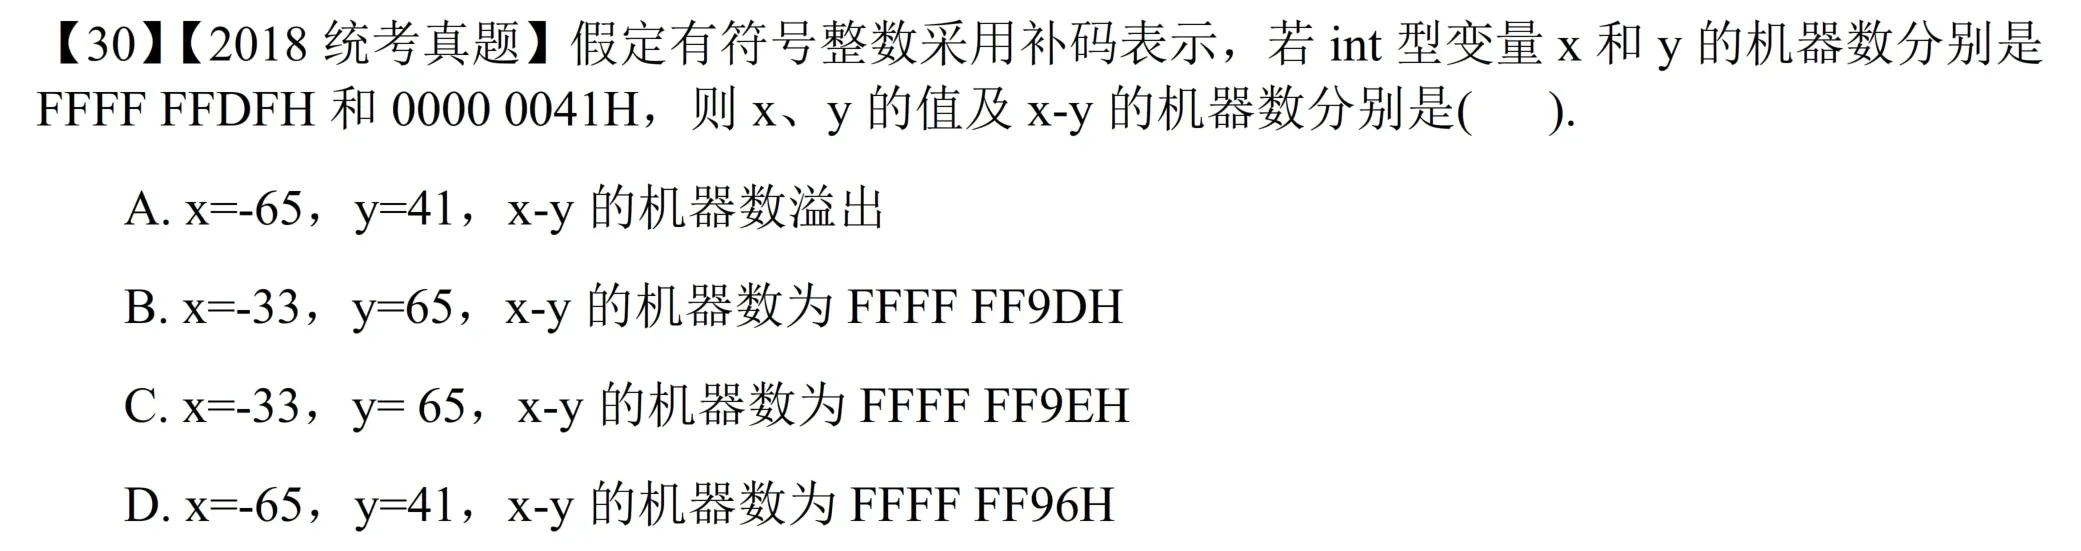 【30】【2018 统考真题】假定有符号整数采用补码表示，若 int 型变量 x 和 y 的机器数分别是
FFFF FFDFH 和 0000 0041H，则 x、y 的值及 x-y 的机器数分别是( ).
A. x=-65，y=41，x-y 的机器数溢出
B. x=-33，y=65，x-y 的机器数为 FFFF FF9DH
C. x=-33，y= 65，x-y 的机器数为 FFFF FF9EH
D. x=-65，y=41，x-y 的机器数为 FFFF FF96H